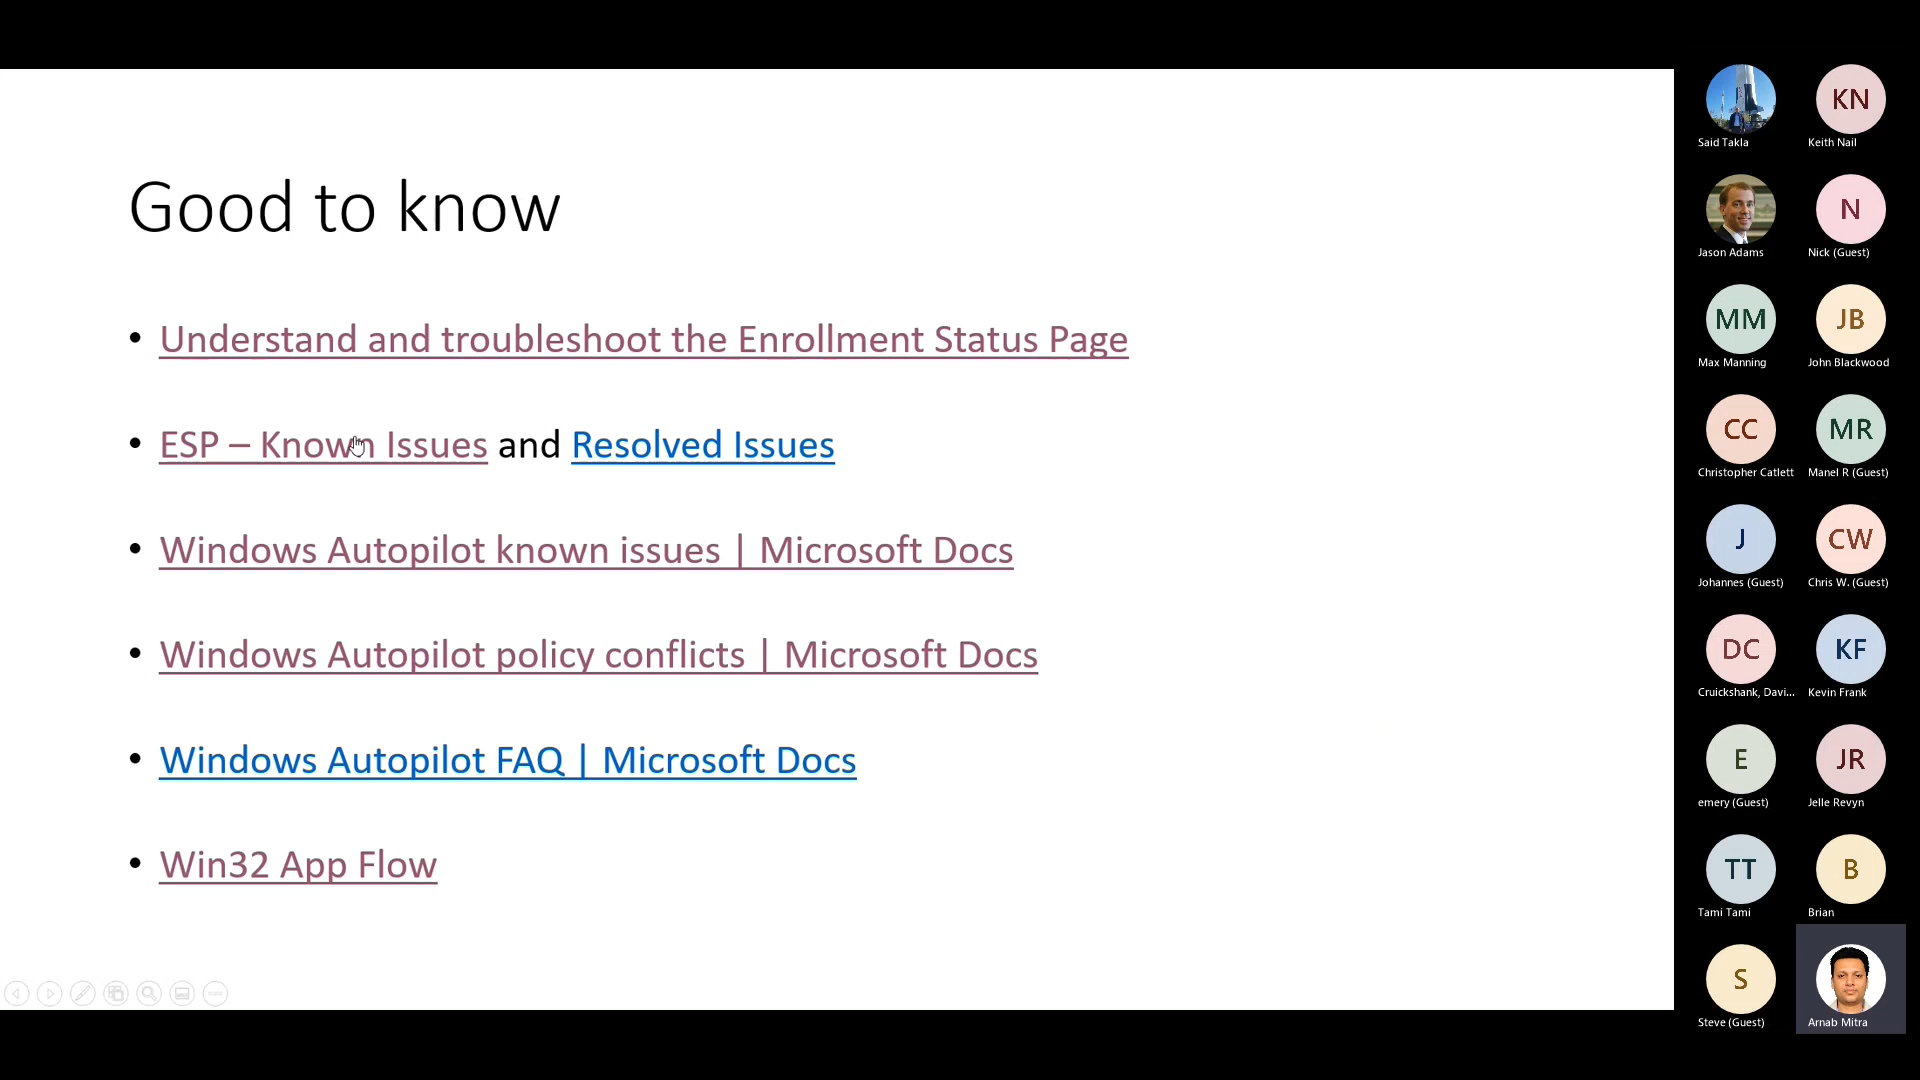 Good to know
• Understand and troubleshoot the Enrollment Status Page
• ESP – Known Issues and Resolved Issues
• Windows Autopilot known issues | Microsoft Docs
• Windows Autopilot policy conflicts | Microsoft Docs
• Windows Autopilot FAQ | Microsoft Docs
• Win32 App Flow
KN
Said Takla
Keith Nail
N
Jason Adams
Nick (Guest)
MM
JB
Max Manning
John Blackwood
CC
MR
Christopher Catlett
Manel R (Guest)
J
CW
Johannes (Guest)
Chris W. (Guest)
DC
KF
Cruickshank, Davi...
Kevin Frank
E
JR
emery (Guest)
Jelle Revyn
TT
B
Tami Tami
Brian
S
Steve (Guest)
Arnab Mitra